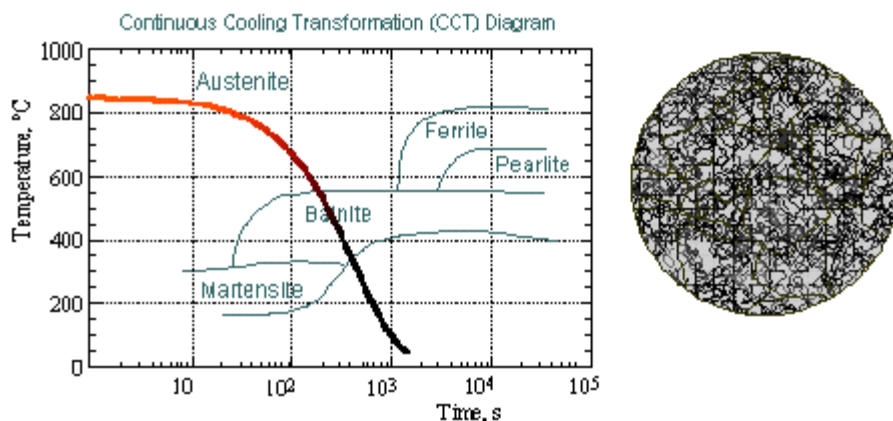 Continuous Cooling Transformation (CCT) Diagram
1000
800
600
400
200
0
Temperature, °C
Austenite
Ferrite
Pearlite
Bainite
Martensite
10 10² 10³ 10⁴ 10⁵
Time, s